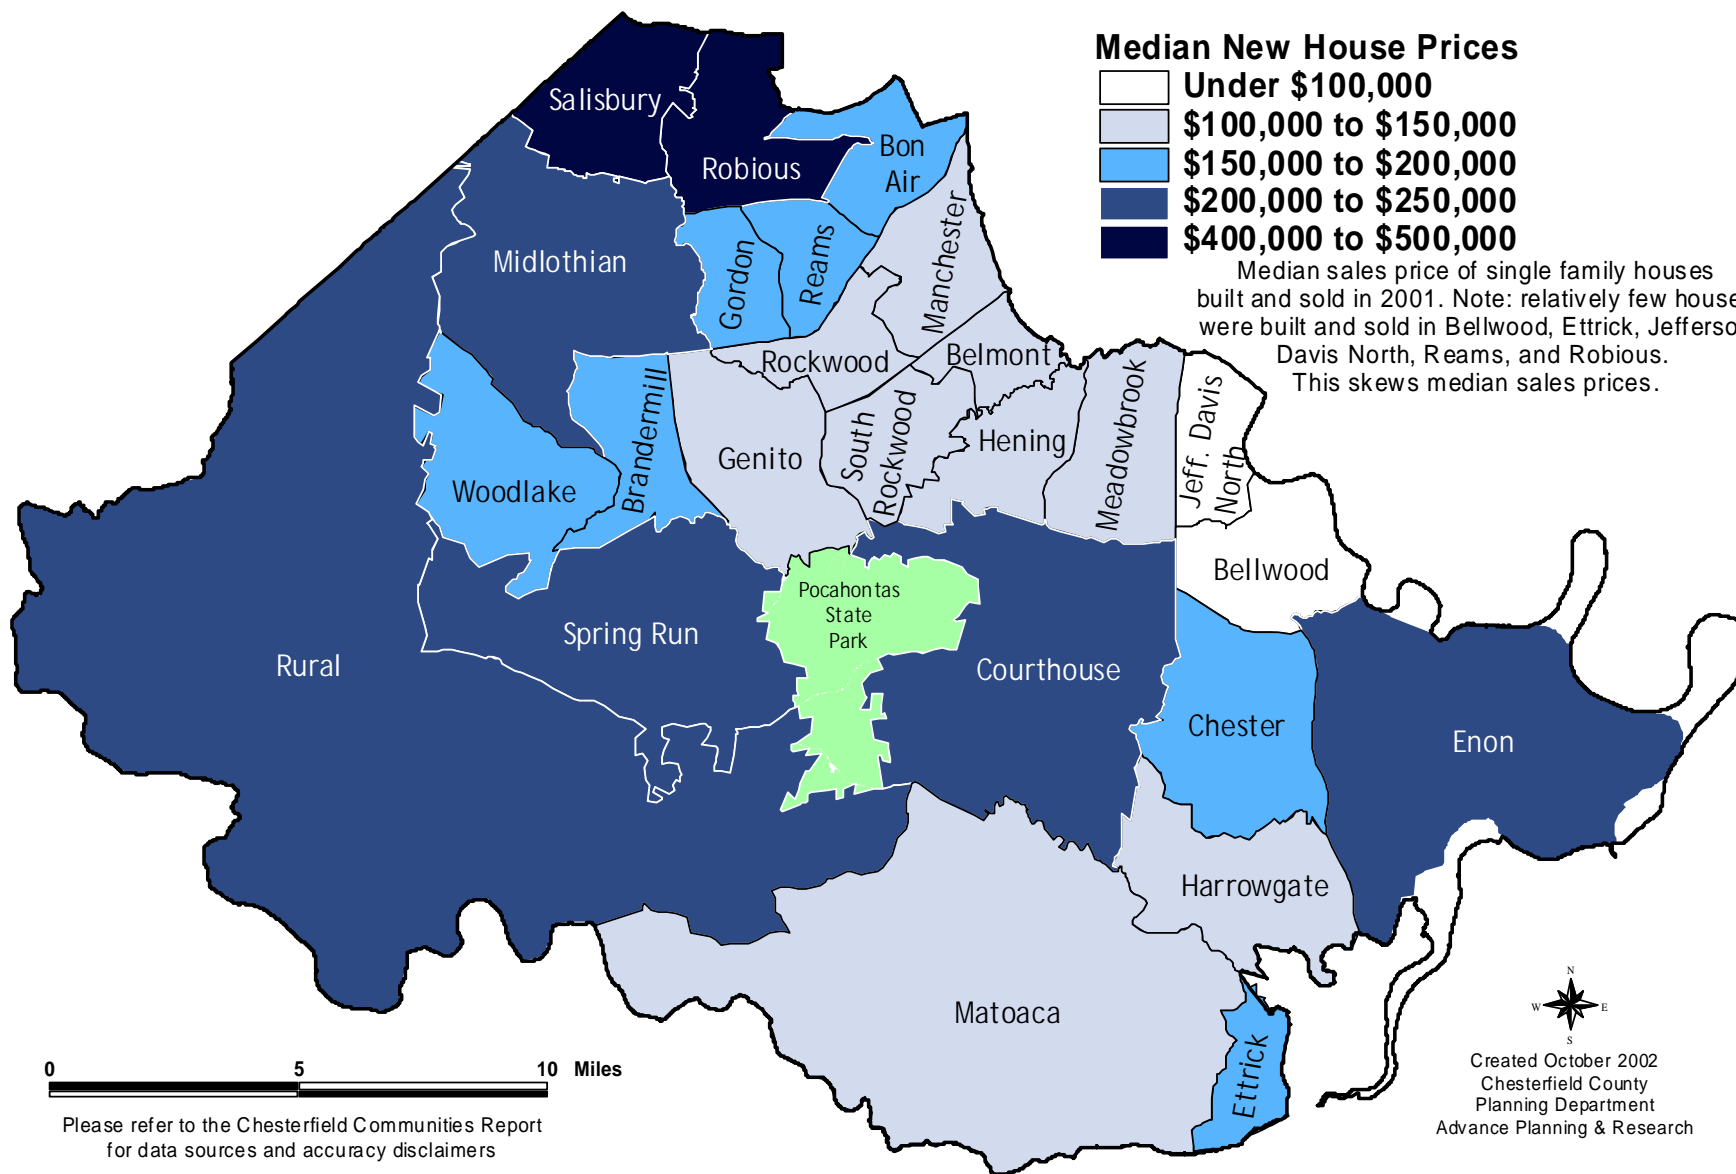 Median New House Prices
Under $100,000
$100,000 to $150,000
$150,000 to $200,000
$200,000 to $250,000
$400,000 to $500,000
Median sales price of single family houses
built and sold in 2001. Note: relatively few house
were built and sold in Bellwood, Ettrick, Jefferso
Davis North, Reams, and Robious.
This skews median sales prices.
Salisbury
Robious
Bon
Air
Midlothian
Gordon
Reams
Manchester
Rockwood
Belmont
Brandermill
Genito
South
Rockwood
Hening
Meadowbrook
Jeff. Davis
North
Woodlake
Bellwood
Pocahontas
State
Park
Spring Run
Rural
Courthouse
Chester
Enon
Harrowgate
Matoaca
Ettrick
N
W
E
S
Created October 2002
Chesterfield County
Planning Department
Advance Planning & Research
0
5
10
Miles
Please refer to the Chesterfield Communities Report
for data sources and accuracy disclaimers